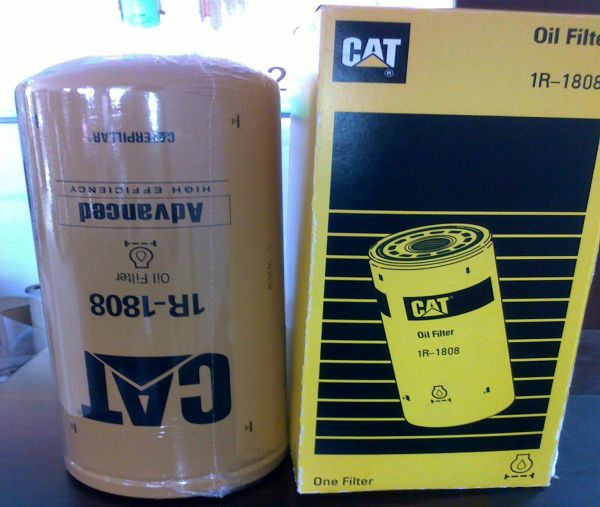 CATERPILLAR
HIGH EFFICIENCY
Advanced
Oil Filter
1R-1808
CAT
2
CAT
Oil Filte
1R-1808
CAT
Oil Filter
1R-1808
One Filter